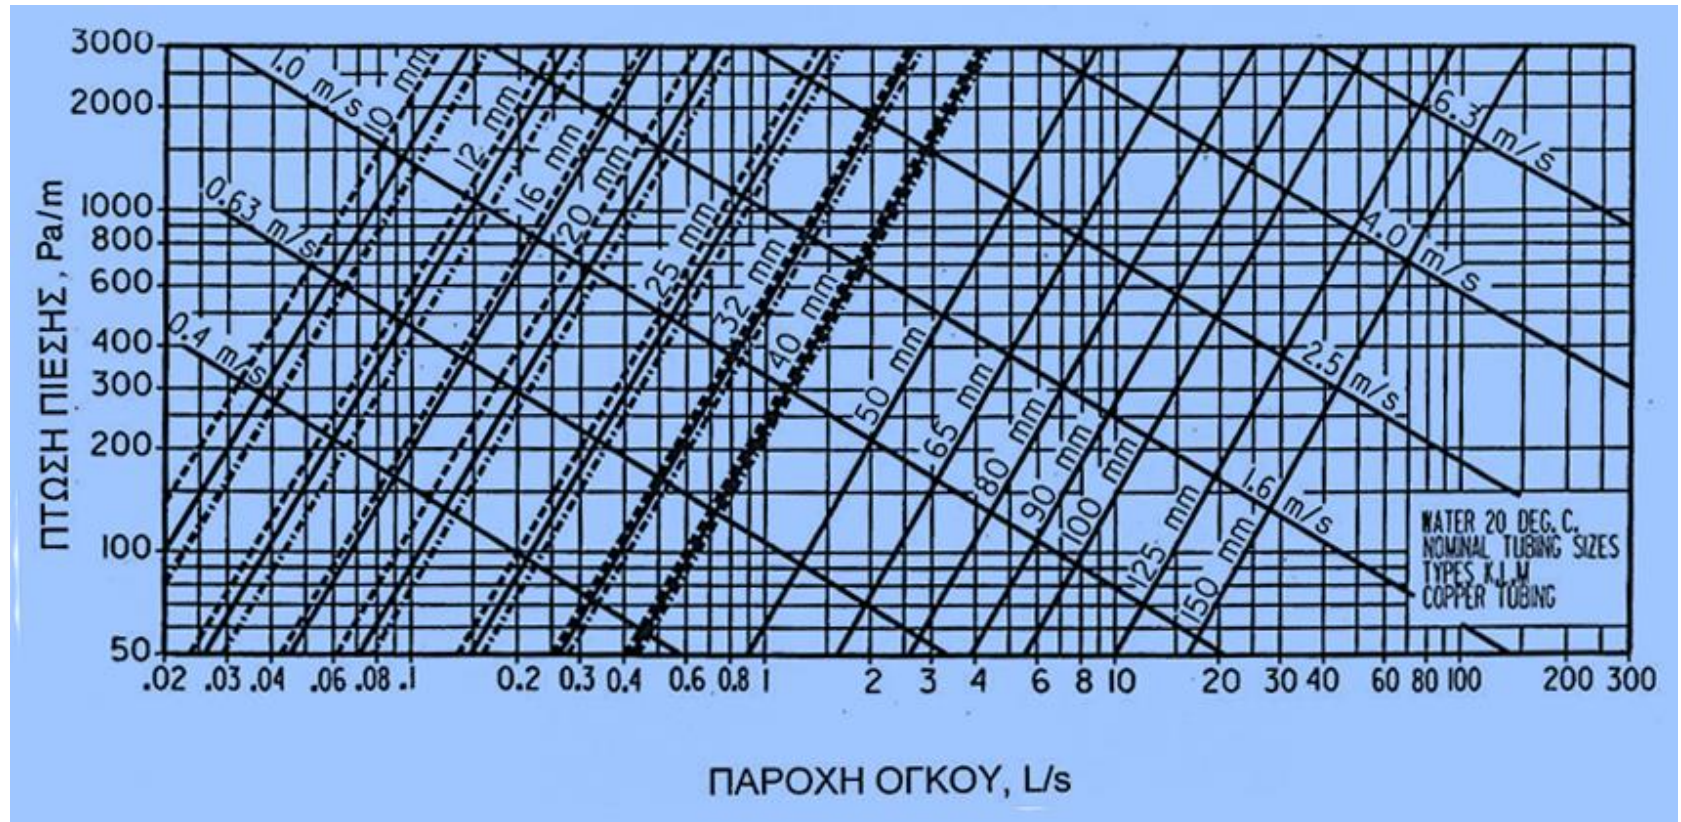 3000
2000
1000
800
600
400
300
200
100
50
ΠΤΩΣΗ ΠΙΕΣΗΣ, Pa/m
1.0 m/s
0.63 m/s
0.4 m/s
10 mm
12 mm
16 mm
20 mm
25 mm
32 mm
40 mm
50 mm
65 mm
80 mm
90 mm
100 mm
125 mm
150 mm
6.3 m/s
4.0 m/s
2.5 m/s
1.6 m/s
WATER 20 DEG. C.
NOMINAL TUBING SIZES
TYPES K,L,M
COPPER TUBING
.02 .03 .04 .06 .08 .1 0.2 0.3 0.4 0.6 0.8 1 2 3 4 6 8 10 20 30 40 60 80 100 200 300
ΠΑΡΟΧΗ ΟΓΚΟΥ, L/s